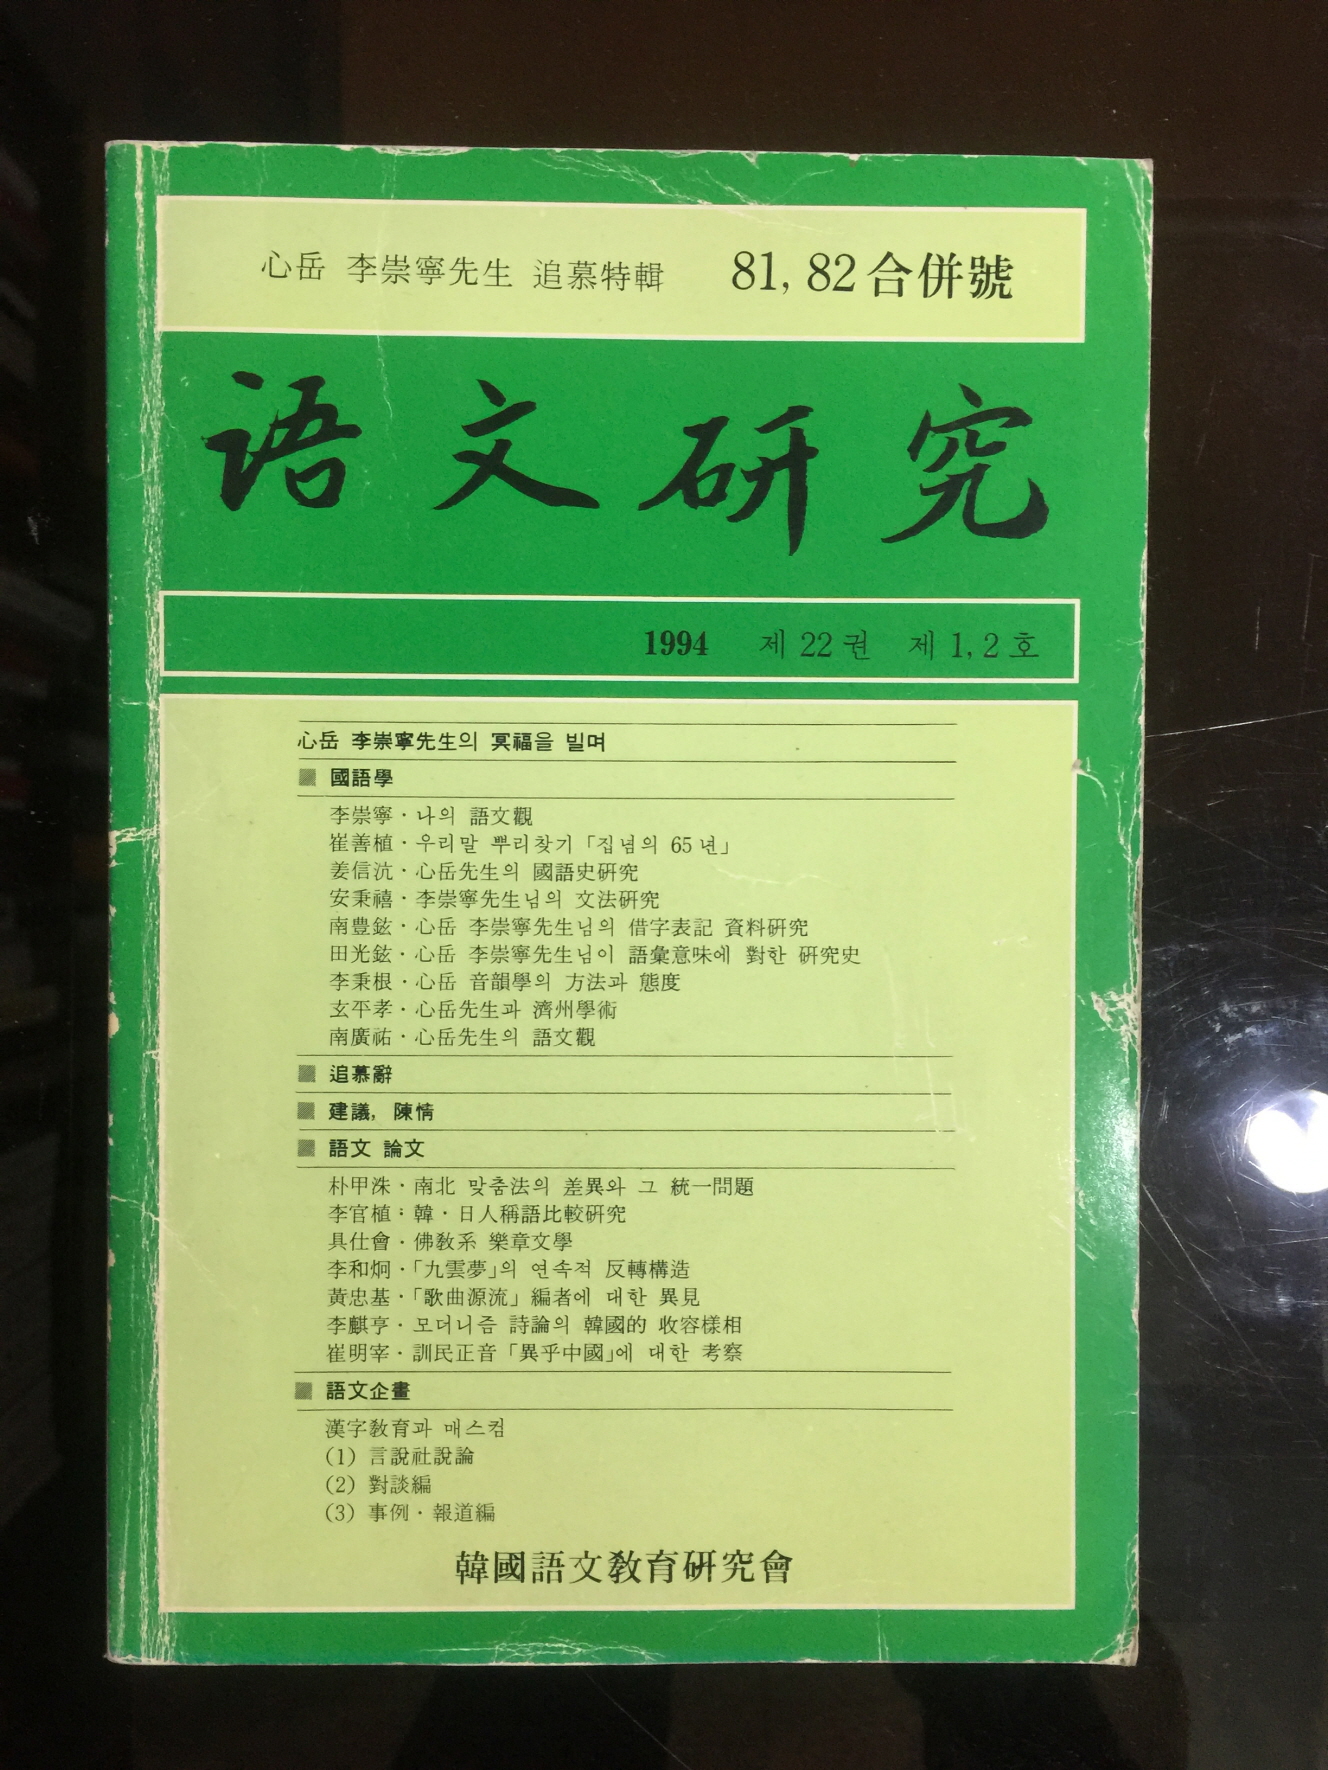 心岳 李崇寧先生 追慕特輯 81, 82 合併號
語文研究
1994 제 22 권 제 1, 2 호
心岳 李崇寧先生의 冥福을 빌며
▨ 國語學
李崇寧・나의 語文觀
崔善植・우리말 뿌리찾기「집념의 65 년」
姜信沆・心岳先生의 國語史硏究
安秉禧・李崇寧先生님의 文法硏究
南豊鉉・心岳 李崇寧先生님의 借字表記 資料硏究
田光鉉・心岳 李崇寧先生님이 語彙意味에 對한 硏究史
李秉根・心岳 音韻學의 方法과 態度
玄平孝・心岳先生과 濟州學術
南廣祐・心岳先生의 語文觀
▨ 追慕辭
▨ 建議, 陳情
▨ 語文 論文
朴甲洙・南北 맞춤法의 差異와 그 統一問題
李官植・韓・日人稱語比較硏究
具仕會・佛敎系 樂章文學
李和炯・「九雲夢」의 연속적 反轉構造
黃忠基・「歌曲源流」編者에 대한 異見
李麒亨・모더니즘 詩論의 韓國的 收容樣相
崔明宰・訓民正音「異乎中國」에 대한 考察
▨ 語文企畫
漢字敎育과 매스컴
(1) 言說社說論
(2) 對談編
(3) 事例・報道編
韓國語文敎育硏究會